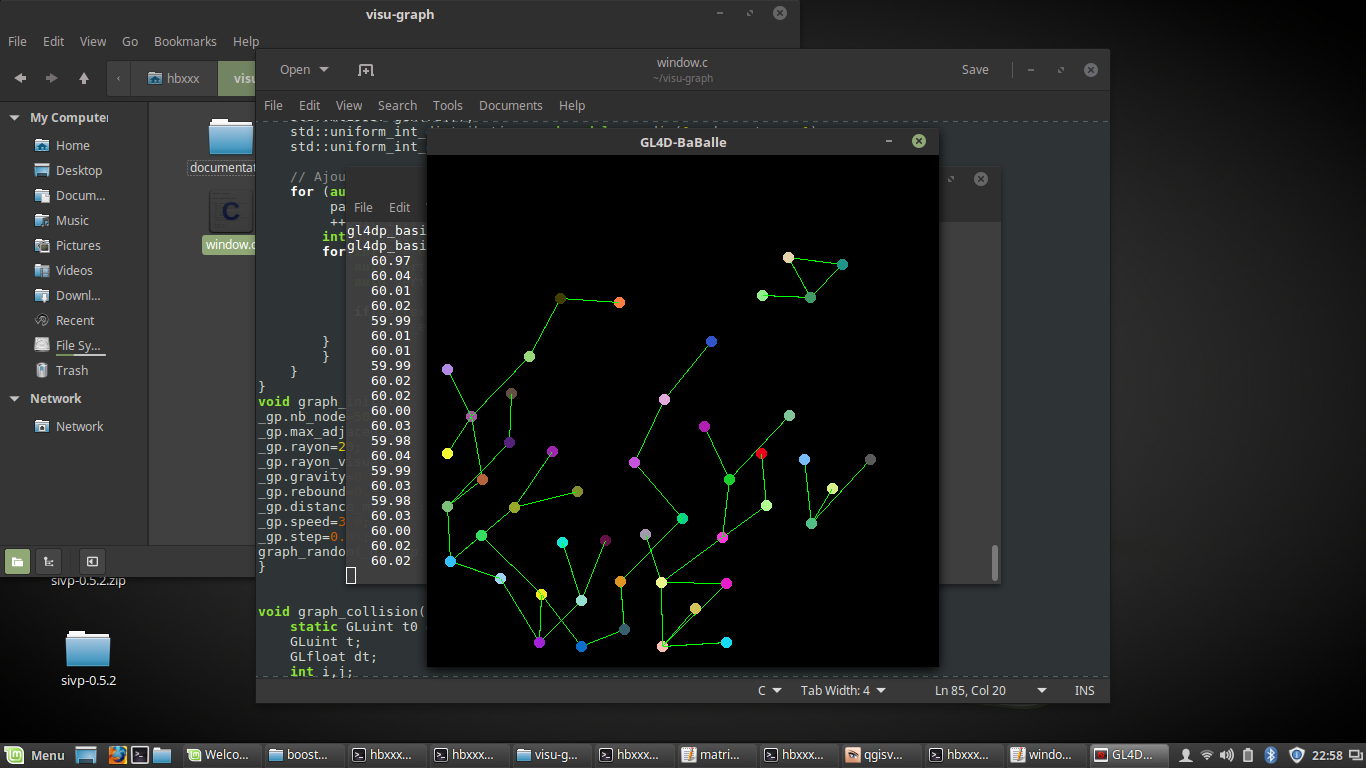 visu-graph
File Edit View Go Bookmarks Help
hbxxx
My Computer
Home
Desktop
Docum...
Music
Pictures
Videos
Downl...
Recent
File Sy...
Trash
Network
Network
window.c
sivp-0.5.2.zip
sivp-0.5.2
Open
window.c
~/visu-graph
Save
File Edit View Search Tools Documents Help
std::uniform_int_
std::uniform_int_
// Ajou
for (au
pa
++
int
for
}
}
}
}
void graph_
_gp.nb_node=
_gp.max_adj
_gp.rayon=2
_gp.rayon_v
_gp.gravity
_gp.rebound
_gp.distance
_gp.speed=3
_gp.step=0.
graph_rando
}
void graph_collision(
static GLuint t0
GLuint t;
GLfloat dt;
int i,j;
C Tab Width: 4 Ln 85, Col 20 INS
File Edit
gl4dp_basi
gl4dp_basi
60.97
60.04
60.01
60.02
59.99
60.01
60.01
59.99
60.02
60.02
60.00
60.03
59.98
60.04
59.99
60.03
59.98
60.03
60.00
60.02
60.02
GL4D-BaBalle
Menu Welco... boost... hbxxx... hbxxx... visu-g... hbxxx... matri... hbxxx... qgisv... hbxxx... windo... GL4D... 22:58